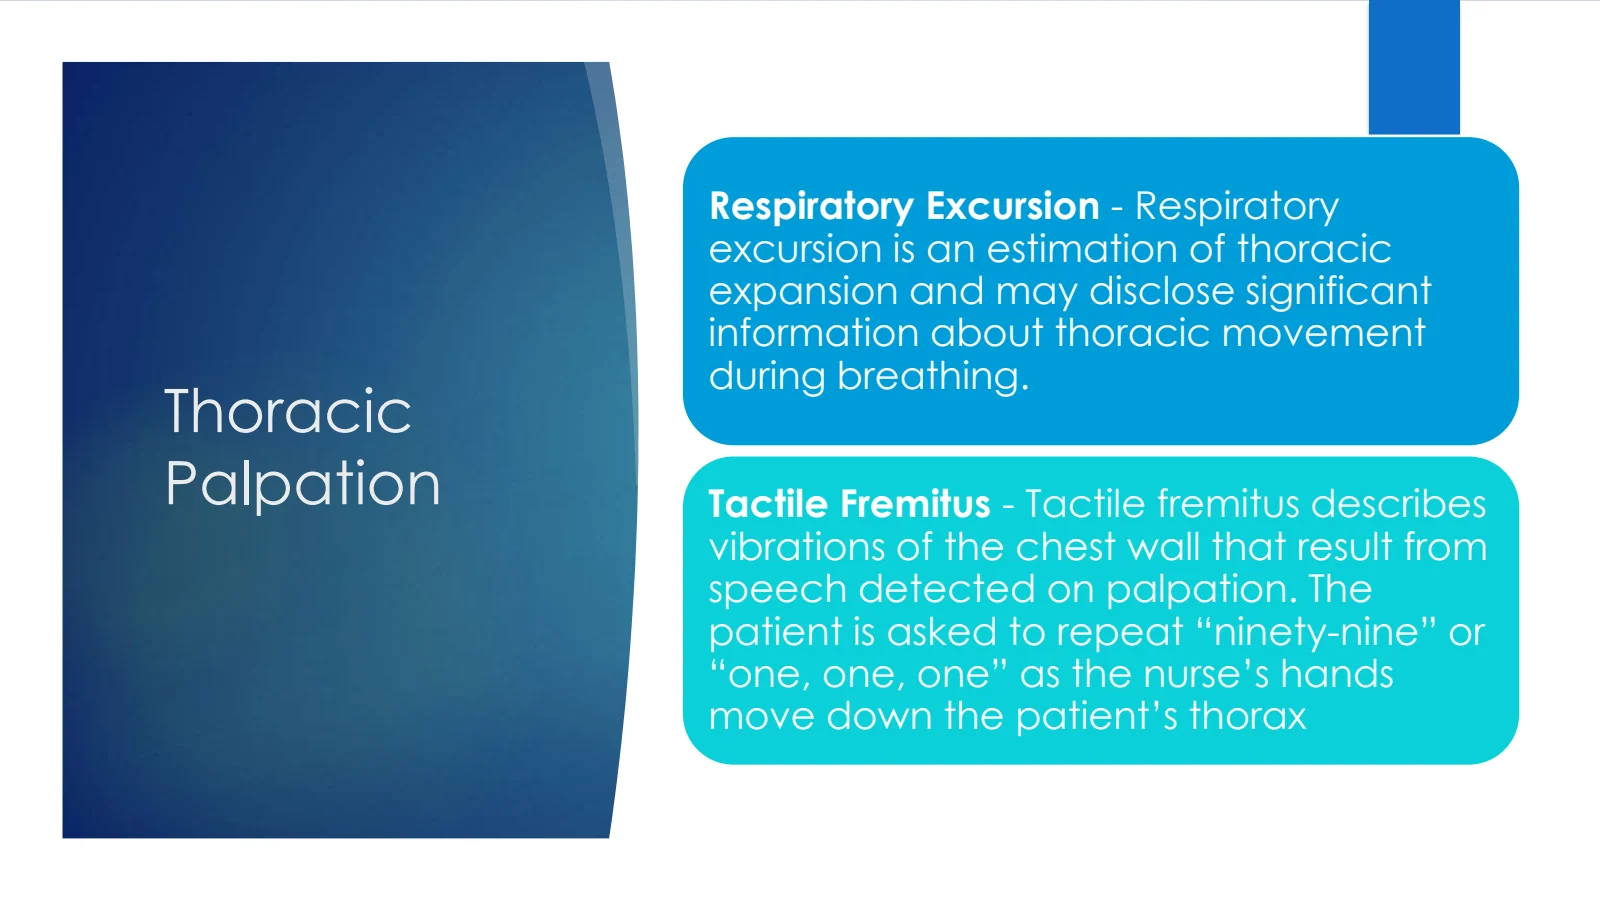 Thoracic
Palpation
Respiratory Excursion - Respiratory
excursion is an estimation of thoracic
expansion and may disclose significant
information about thoracic movement
during breathing.
Tactile Fremitus - Tactile fremitus describes
vibrations of the chest wall that result from
speech detected on palpation. The
patient is asked to repeat “ninety-nine” or
“one, one, one” as the nurse’s hands
move down the patient’s thorax